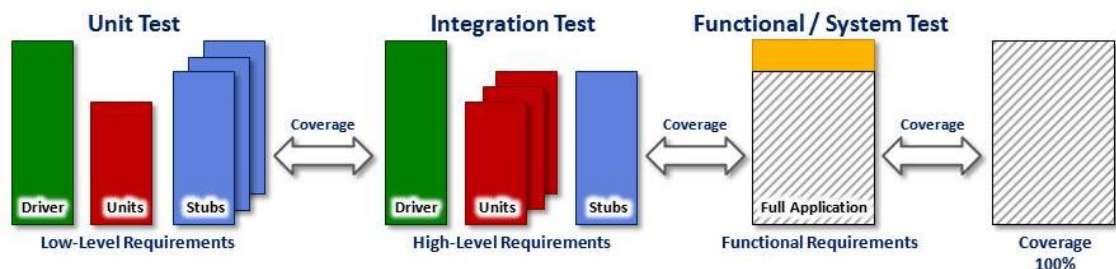 Unit Test
Integration Test
Functional / System Test
Coverage
Coverage
Coverage
Driver
Units
Stubs
Driver
Units
Stubs
Full Application
Low-Level Requirements
High-Level Requirements
Functional Requirements
Coverage
100%